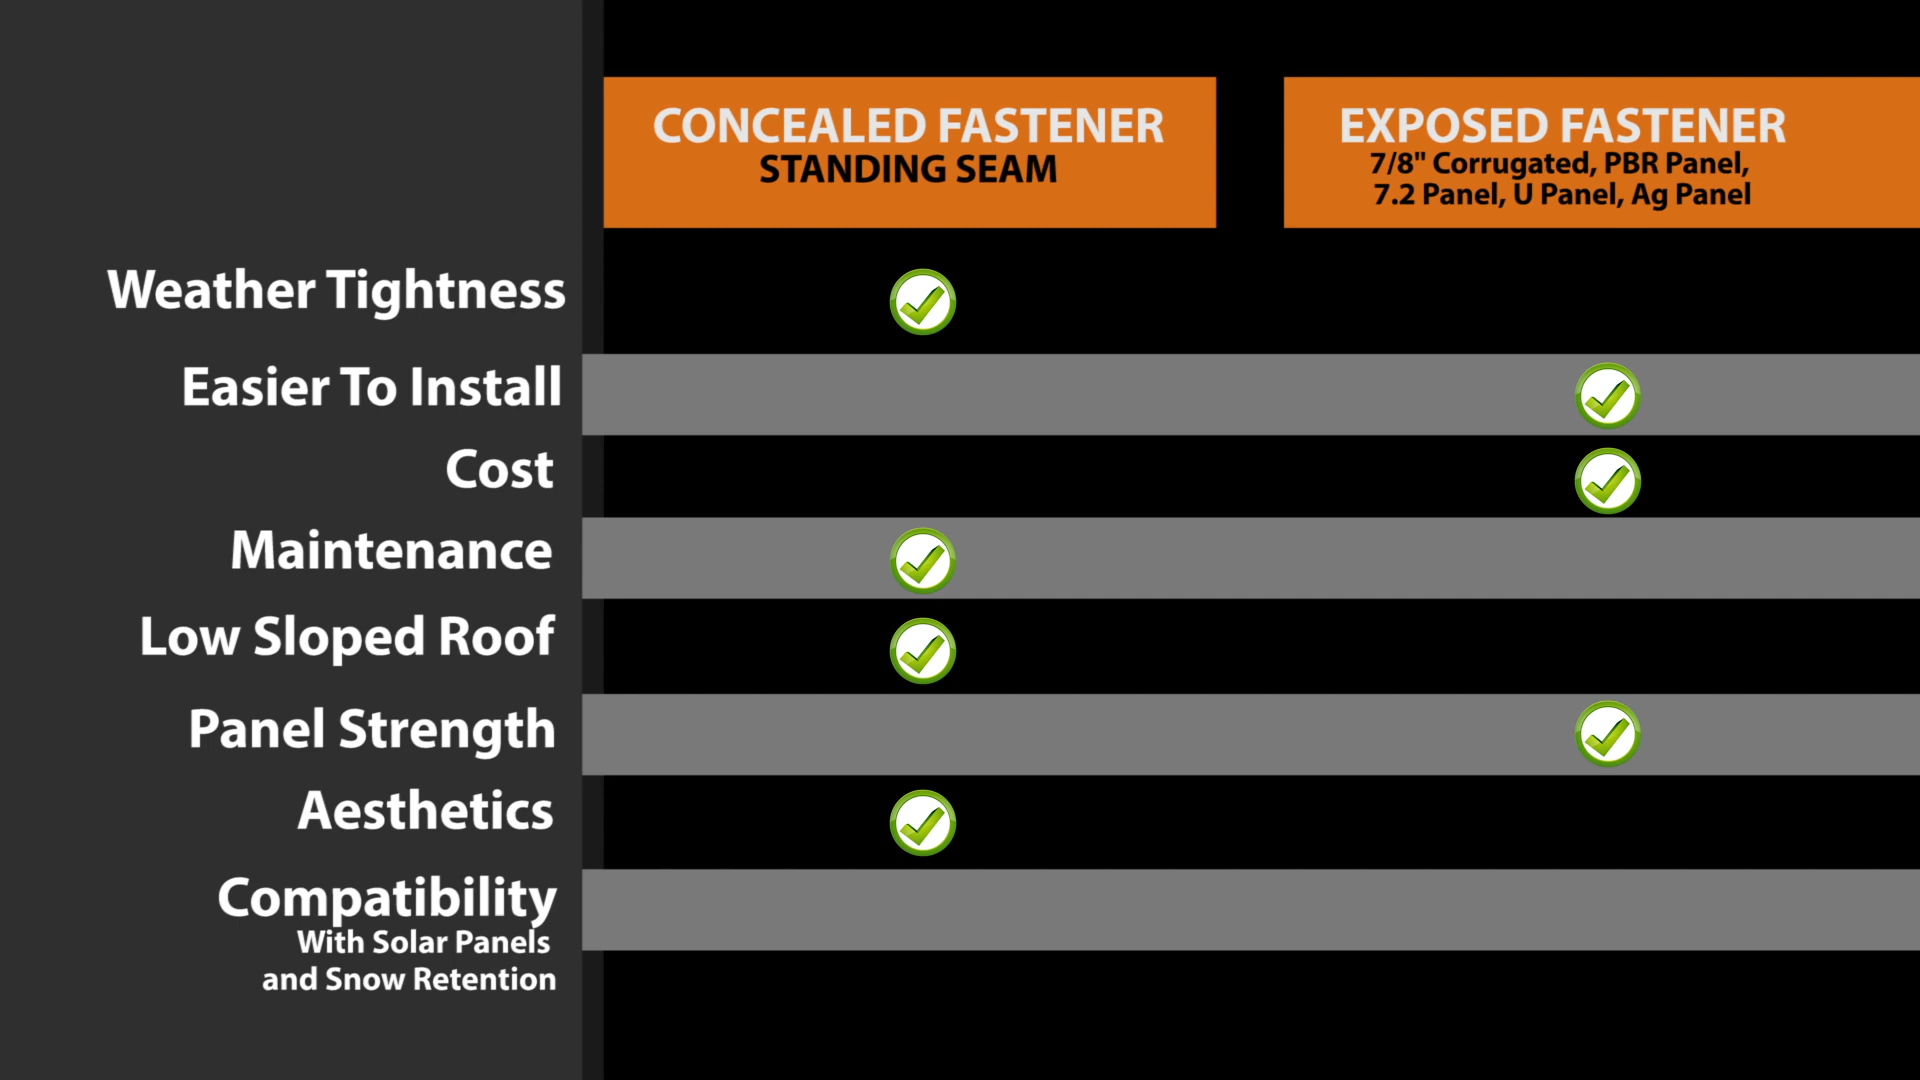 CONCEALED FASTENER
STANDING SEAM
EXPOSED FASTENER
7/8" Corrugated, PBR Panel,
7.2 Panel, U Panel, Ag Panel
Weather Tightness
Easier To Install
Cost
Maintenance
Low Sloped Roof
Panel Strength
Aesthetics
Compatibility
With Solar Panels
and Snow Retention